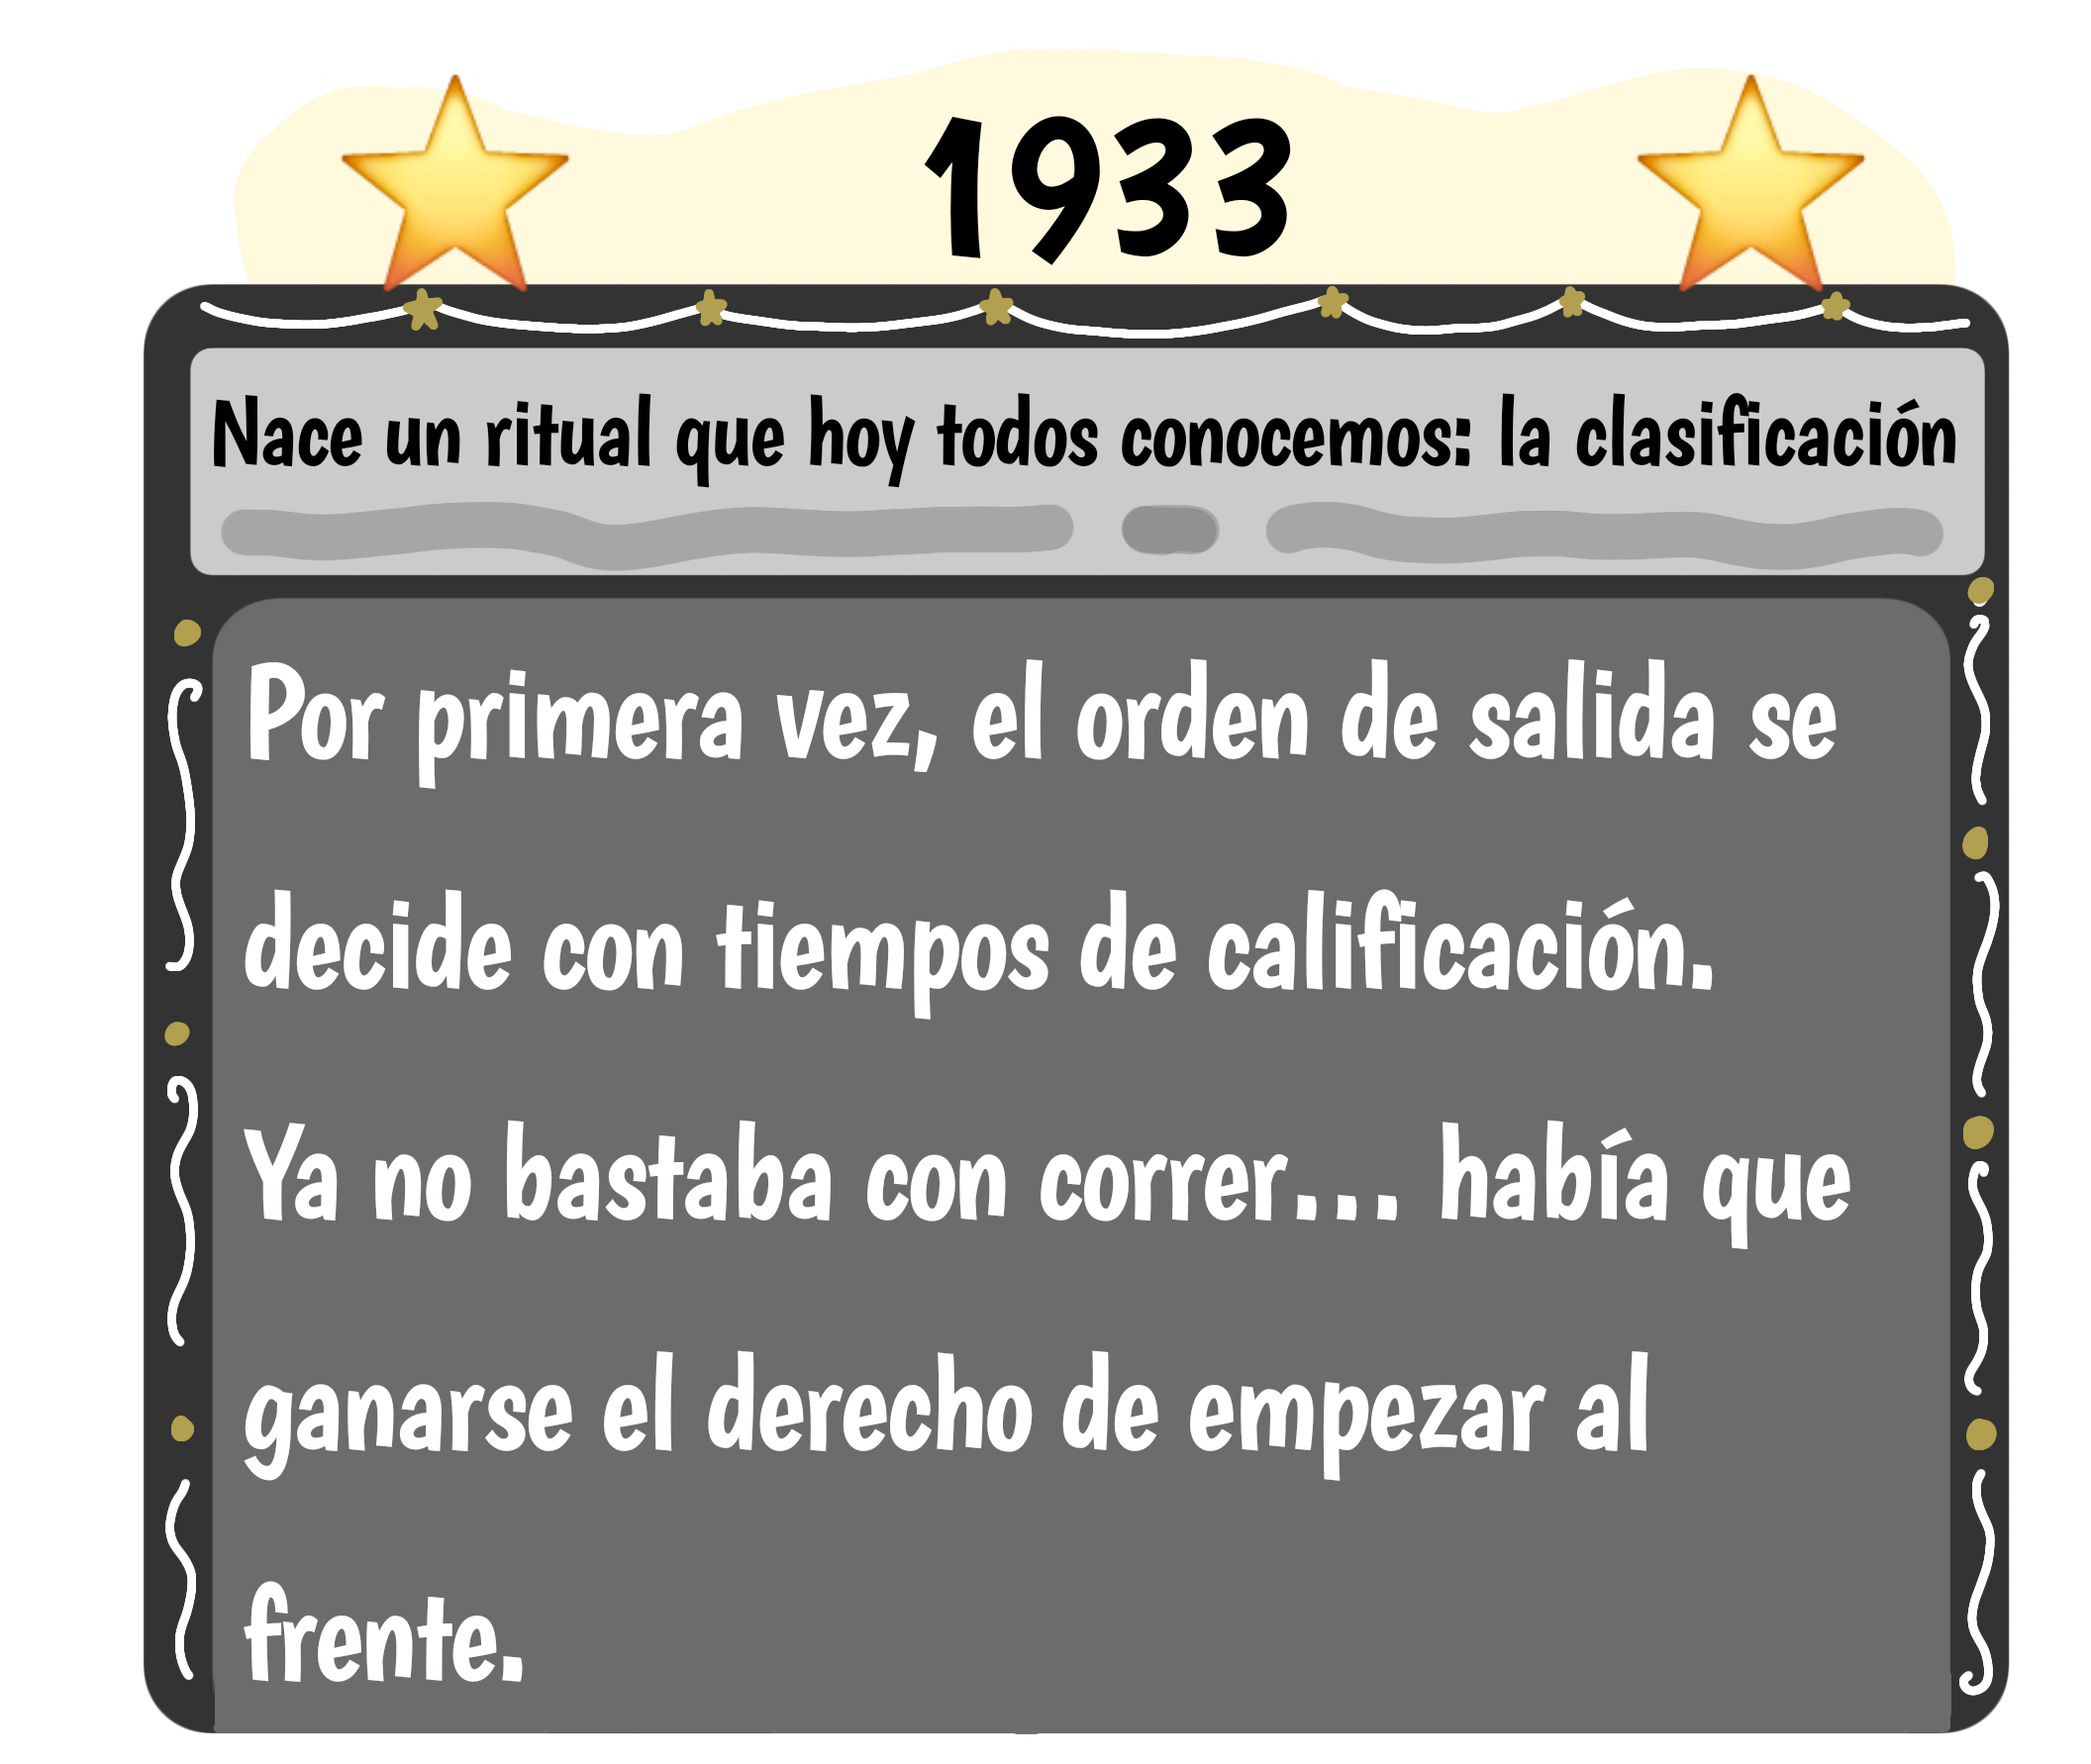 1933
Nace un ritual que hoy todos conocemos: la clasificación
Por primera vez, el orden de salida se
decide con tiempos de calificación.
Ya no bastaba con correr... había que
ganarse el derecho de empezar al
frente.